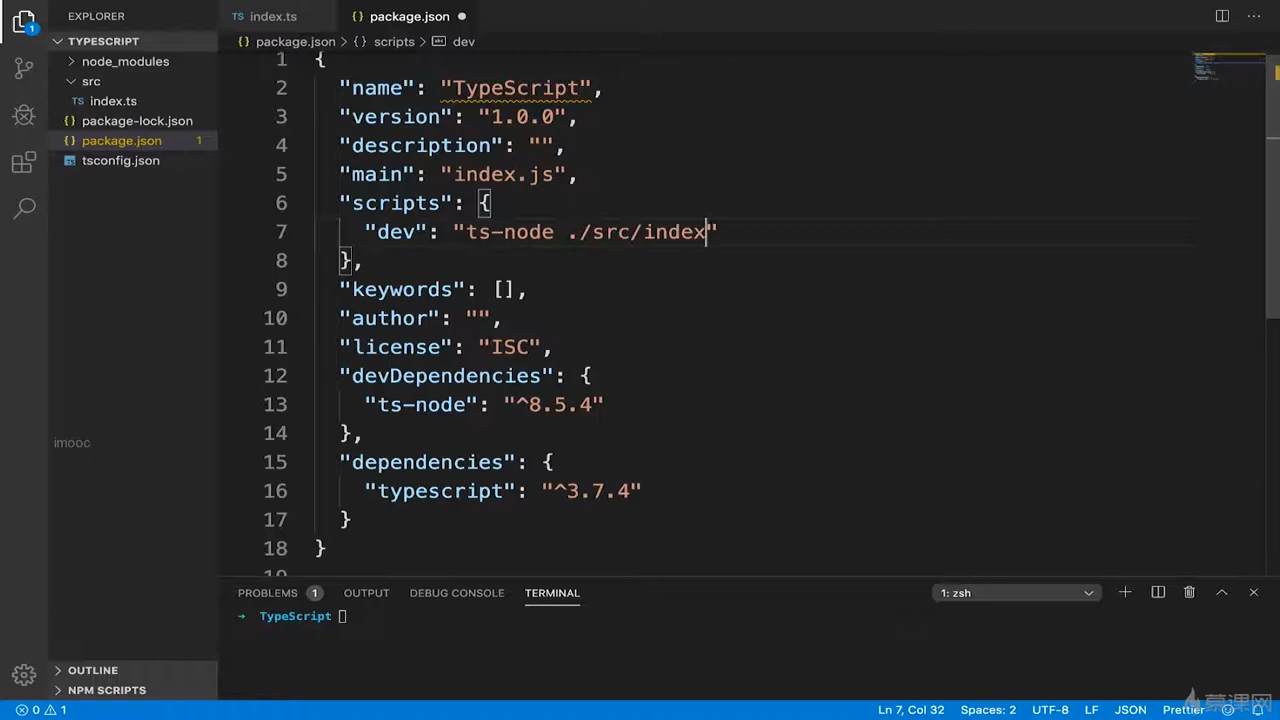 EXPLORER
TS index.ts
{} package.json
TYPESCRIPT
{} package.json > {} scripts > abc dev
node_modules
src
TS index.ts
{} package-lock.json
{} package.json 1
tsconfig.json
1
1 {
2 "name": "TypeScript",
3 "version": "1.0.0",
4 "description": "",
5 "main": "index.js",
6 "scripts": {
7 "dev": "ts-node ./src/index"
8 },
9 "keywords": [],
10 "author": "",
11 "license": "ISC",
12 "devDependencies": {
13 "ts-node": "^8.5.4"
14 },
15 "dependencies": {
16 "typescript": "^3.7.4"
17 }
18 }
19
imooc
PROBLEMS 1 OUTPUT DEBUG CONSOLE TERMINAL 1: zsh
→ TypeScript
OUTLINE
NPM SCRIPTS
0 1 Ln 7, Col 32 Spaces: 2 UTF-8 LF JSON Prettier
慕课网